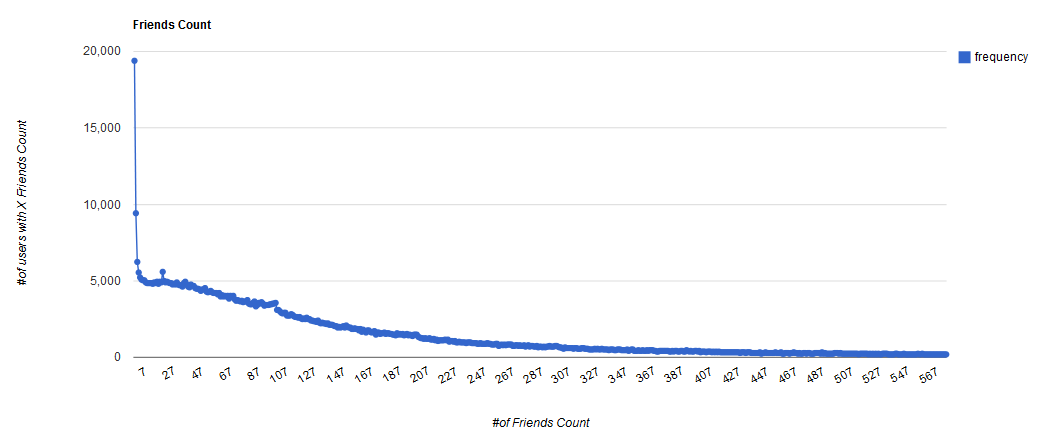 Friends Count
20,000
15,000
10,000
5,000
0
#of users with X Friends Count
frequency
7 27 47 67 87 107 127 147 167 187 207 227 247 267 287 307 327 347 367 387 407 427 447 467 487 507 527 547 567
#of Friends Count